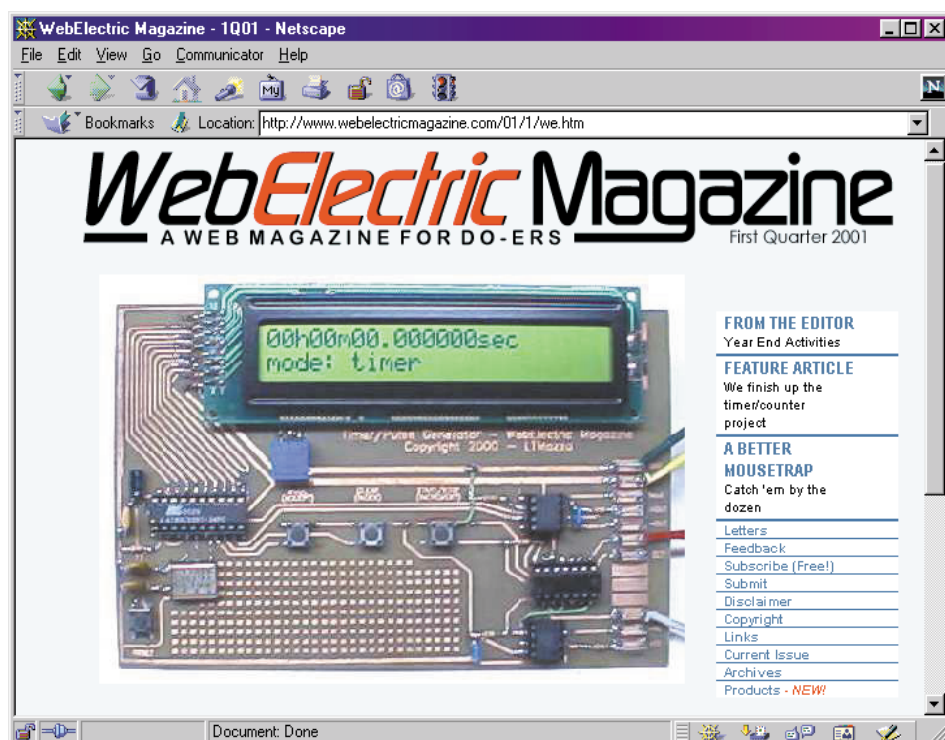 WebElectric Magazine - 1Q01 - Netscape
File Edit View Go Communicator Help
My
N
Bookmarks Location: http://www.webelectricmagazine.com/01/1/we.htm
WebElectric Magazine
A WEB MAGAZINE FOR DO-ERS
First Quarter 2001
00h00m00.000000sec
mode: timer
Timer/Pulse Generator - WebElectric Magazine
Copyright 2000 -
FROM THE EDITOR
Year End Activities
FEATURE ARTICLE
We finish up the
timer/counter
project
A BETTER
MOUSETRAP
Catch 'em by the
dozen
Letters
Feedback
Subscribe (Free!)
Submit
Disclaimer
Copyright
Links
Current Issue
Archives
Products - NEW!
Document: Done